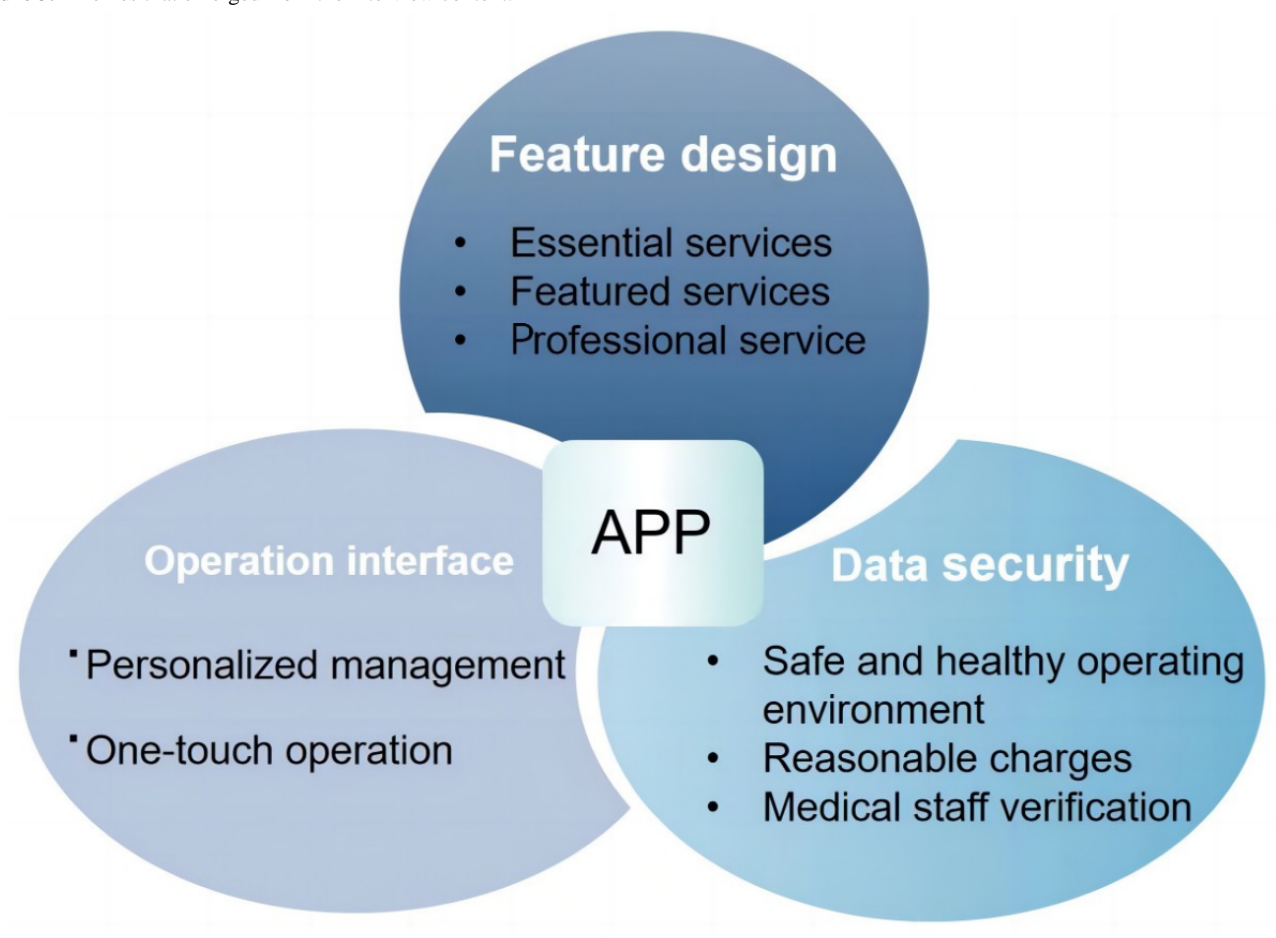 Feature design
• Essential services
• Featured services
• Professional service
APP
Operation interface
▪ Personalized management
▪ One-touch operation
Data security
• Safe and healthy operating
environment
• Reasonable charges
• Medical staff verification